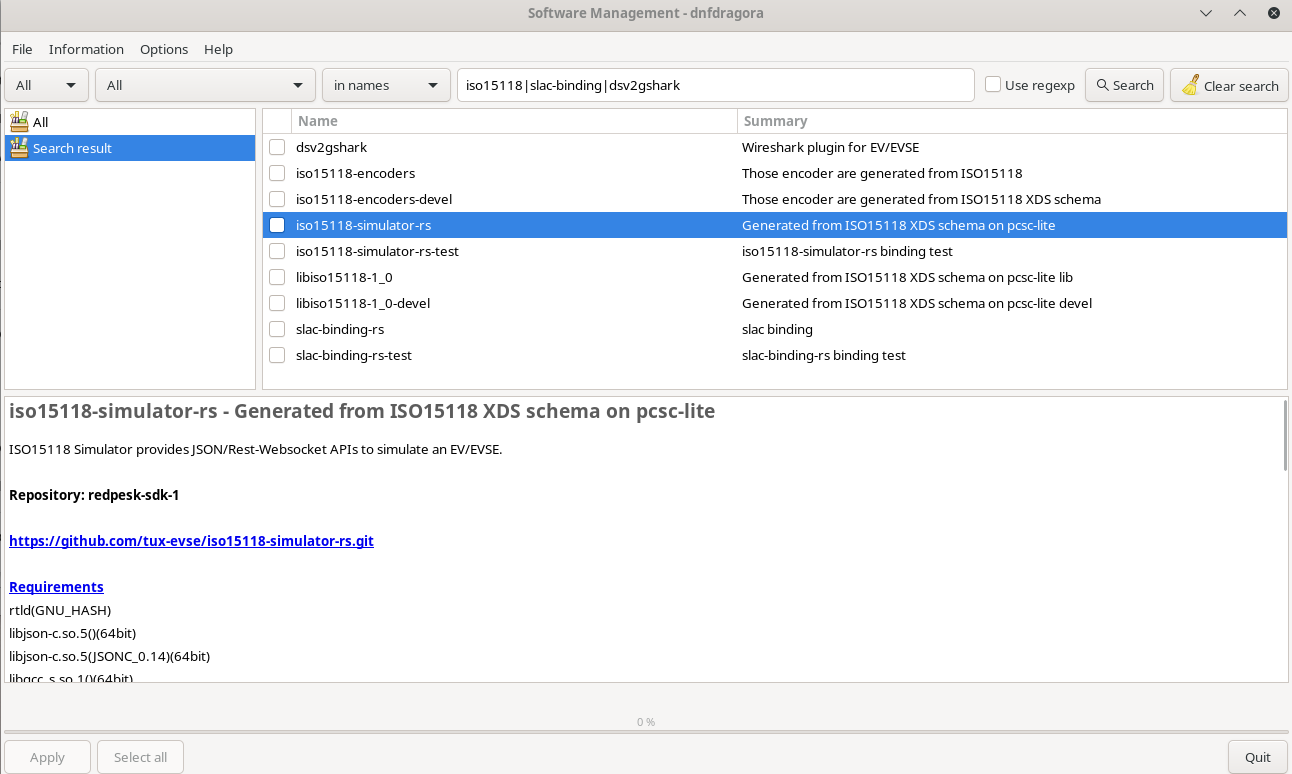 Software Management - dnfdragora
File Information Options Help
All All in names iso15118|slac-binding|dsv2gshark Use regexp Search Clear search
All
Search result
Name Summary
dsv2gshark Wireshark plugin for EV/EVSE
iso15118-encoders Those encoder are generated from ISO15118
iso15118-encoders-devel Those encoder are generated from ISO15118 XDS schema
iso15118-simulator-rs Generated from ISO15118 XDS schema on pcsc-lite
iso15118-simulator-rs-test iso15118-simulator-rs binding test
libiso15118-1_0 Generated from ISO15118 XDS schema on pcsc-lite lib
libiso15118-1_0-devel Generated from ISO15118 XDS schema on pcsc-lite devel
slac-binding-rs slac binding
slac-binding-rs-test slac-binding-rs binding test
iso15118-simulator-rs - Generated from ISO15118 XDS schema on pcsc-lite
ISO15118 Simulator provides JSON/Rest-Websocket APIs to simulate an EV/EVSE.
Repository: redpesk-sdk-1
https://github.com/tux-evse/iso15118-simulator-rs.git
Requirements
rtld(GNU_HASH)
libjson-c.so.5()(64bit)
libjson-c.so.5(JSONC_0.14)(64bit)
libgcc_s.so.1()(64bit)
0 %
Apply Select all Quit